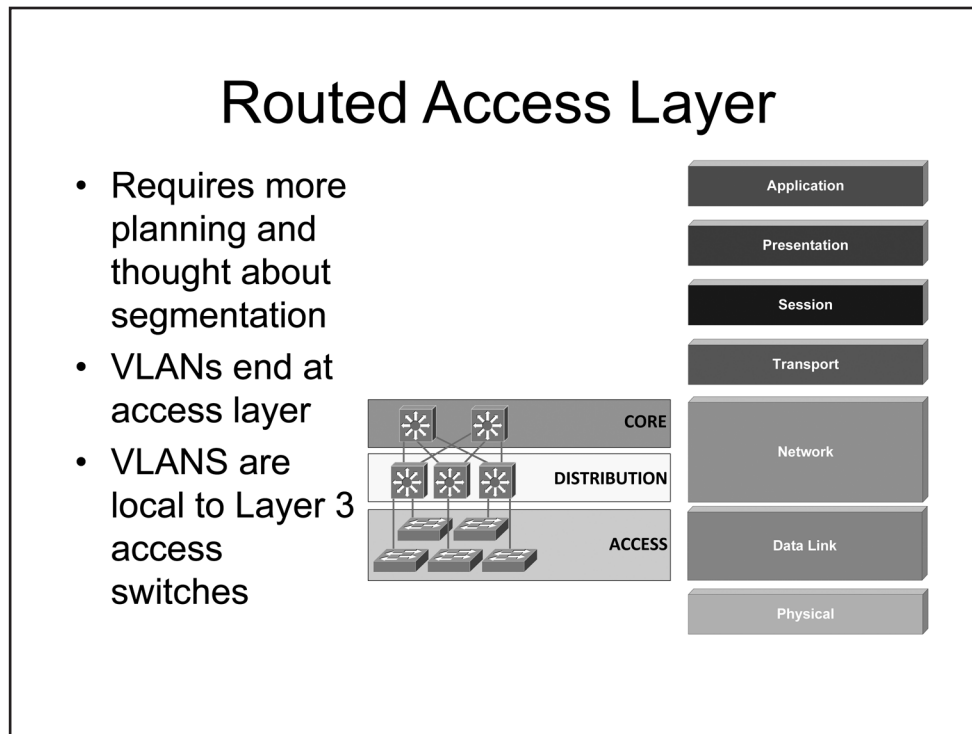 Routed Access Layer
• Requires more
planning and
thought about
segmentation
• VLANs end at
access layer
• VLANS are
local to Layer 3
access
switches
CORE
DISTRIBUTION
ACCESS
Application
Presentation
Session
Transport
Network
Data Link
Physical